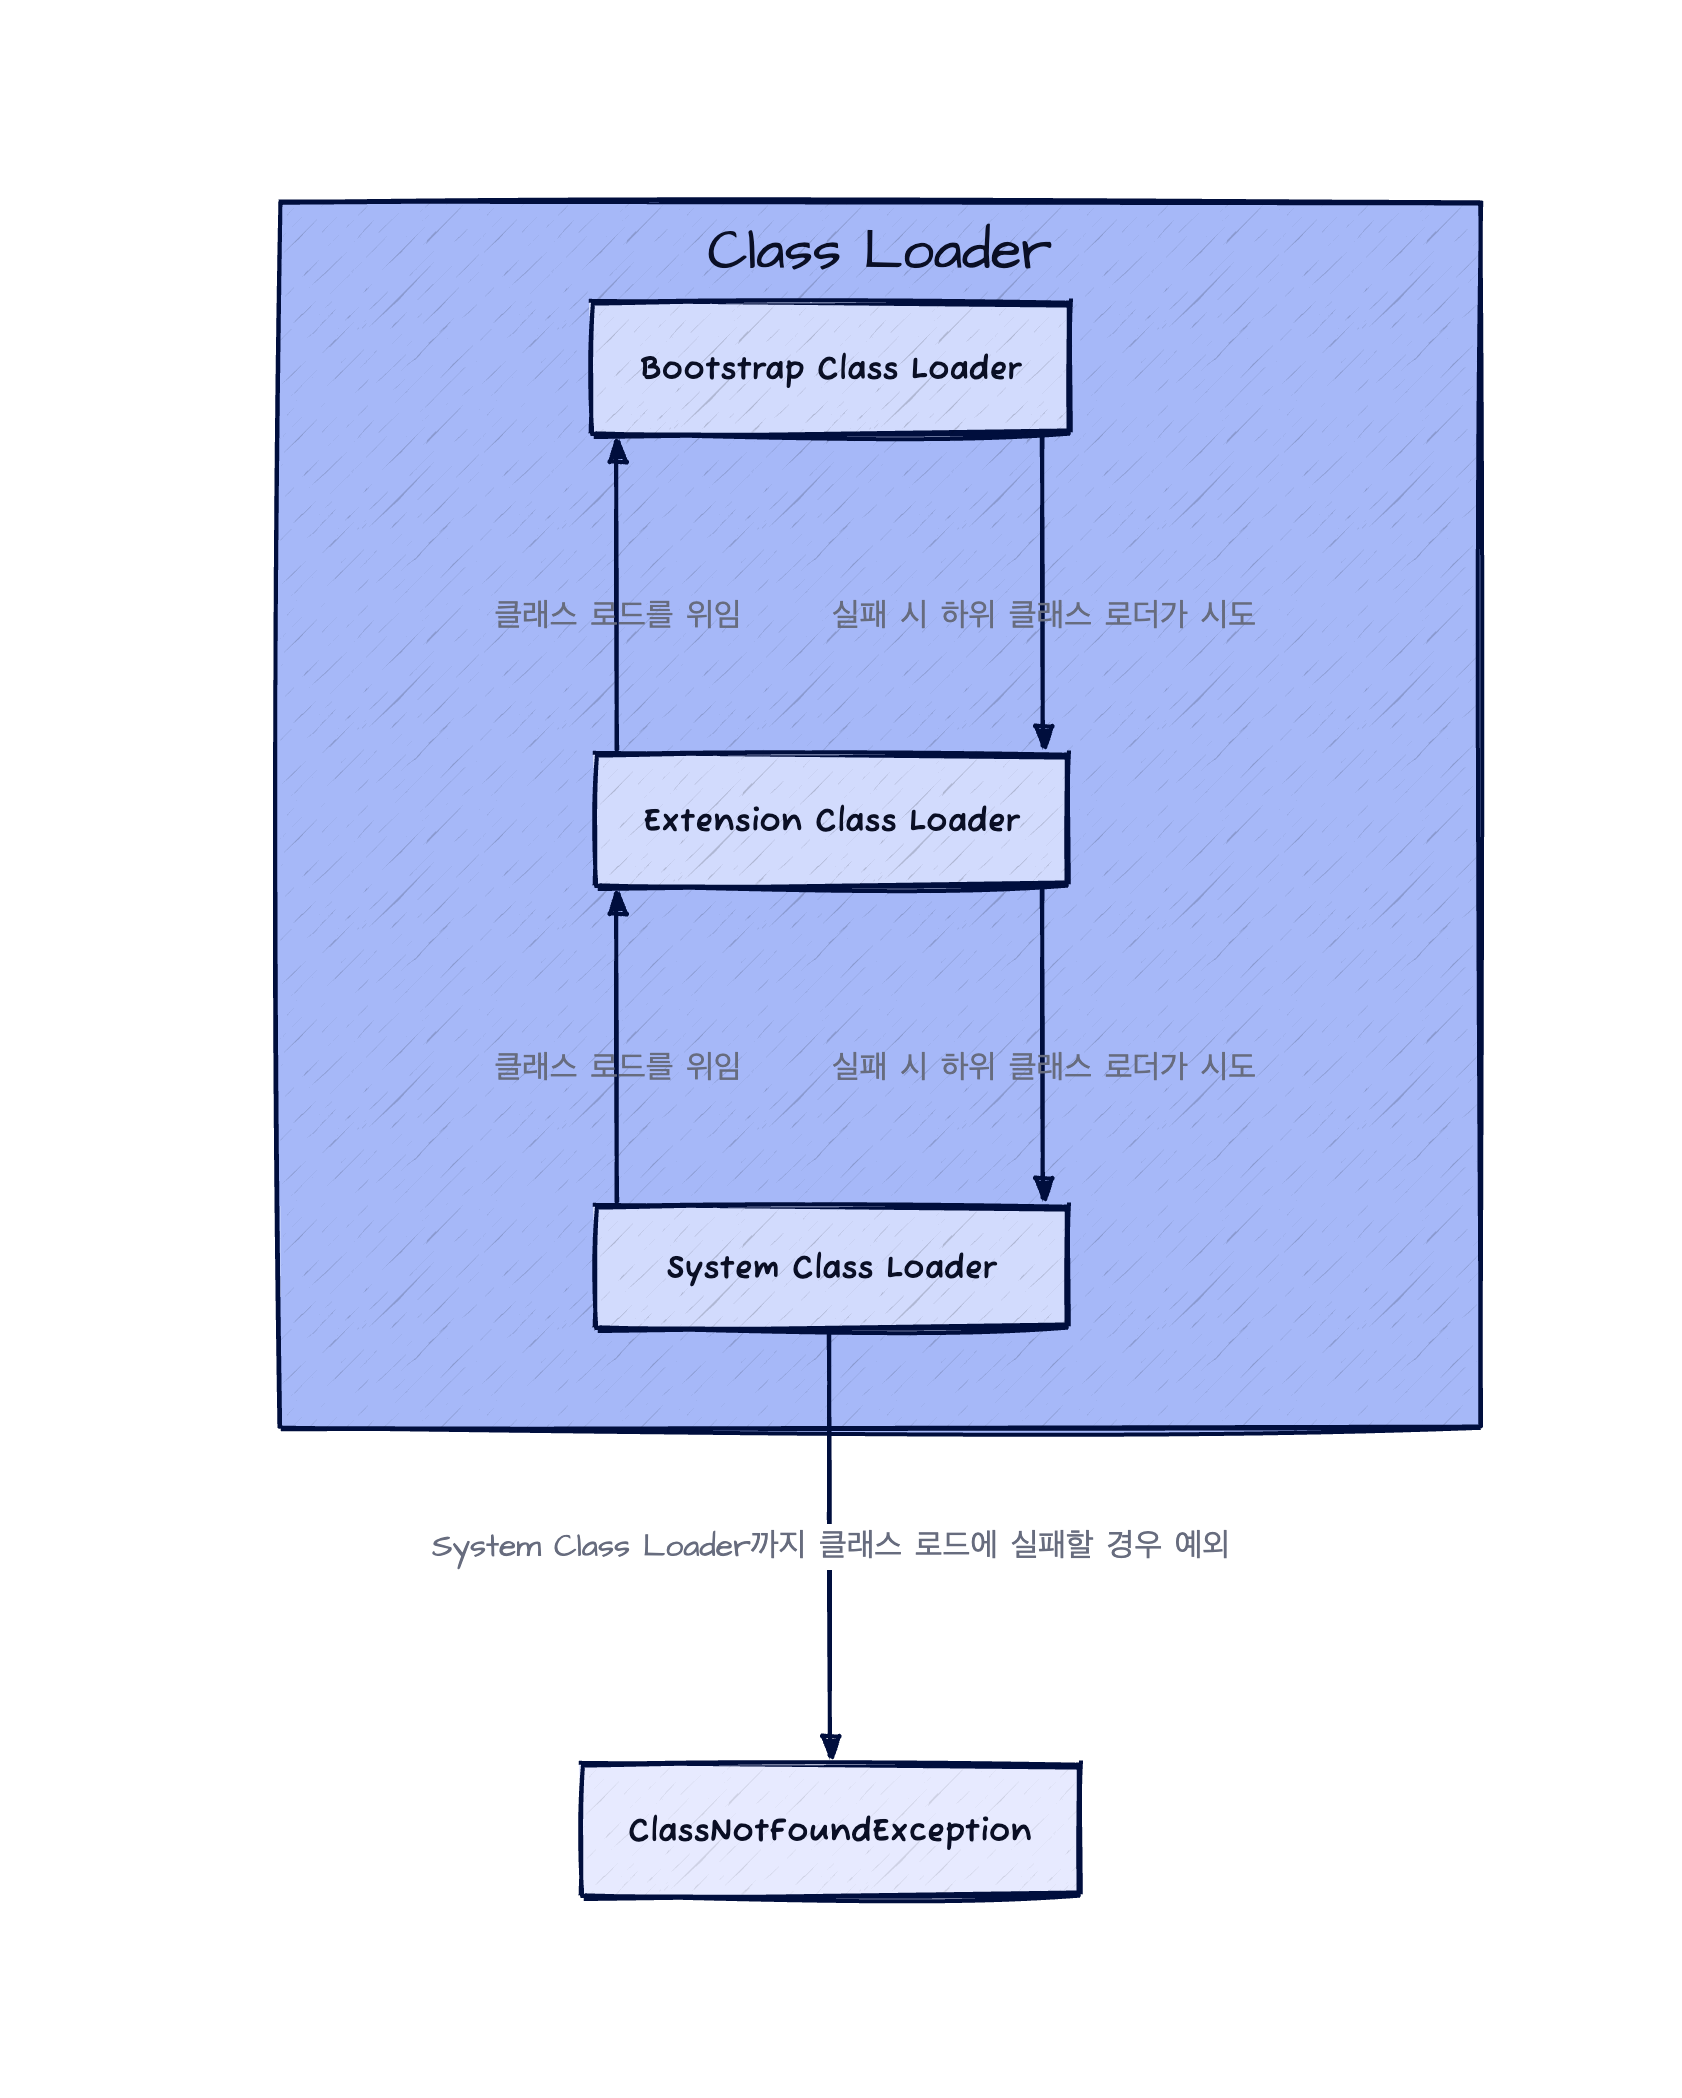 Class Loader
Bootstrap Class Loader
클래스 로드를 위임
실패 시 하위 클래스 로더가 시도
Extension Class Loader
클래스 로드를 위임
실패 시 하위 클래스 로더가 시도
System Class Loader
System Class Loader까지 클래스 로드에 실패할 경우 예외
ClassNotFoundException